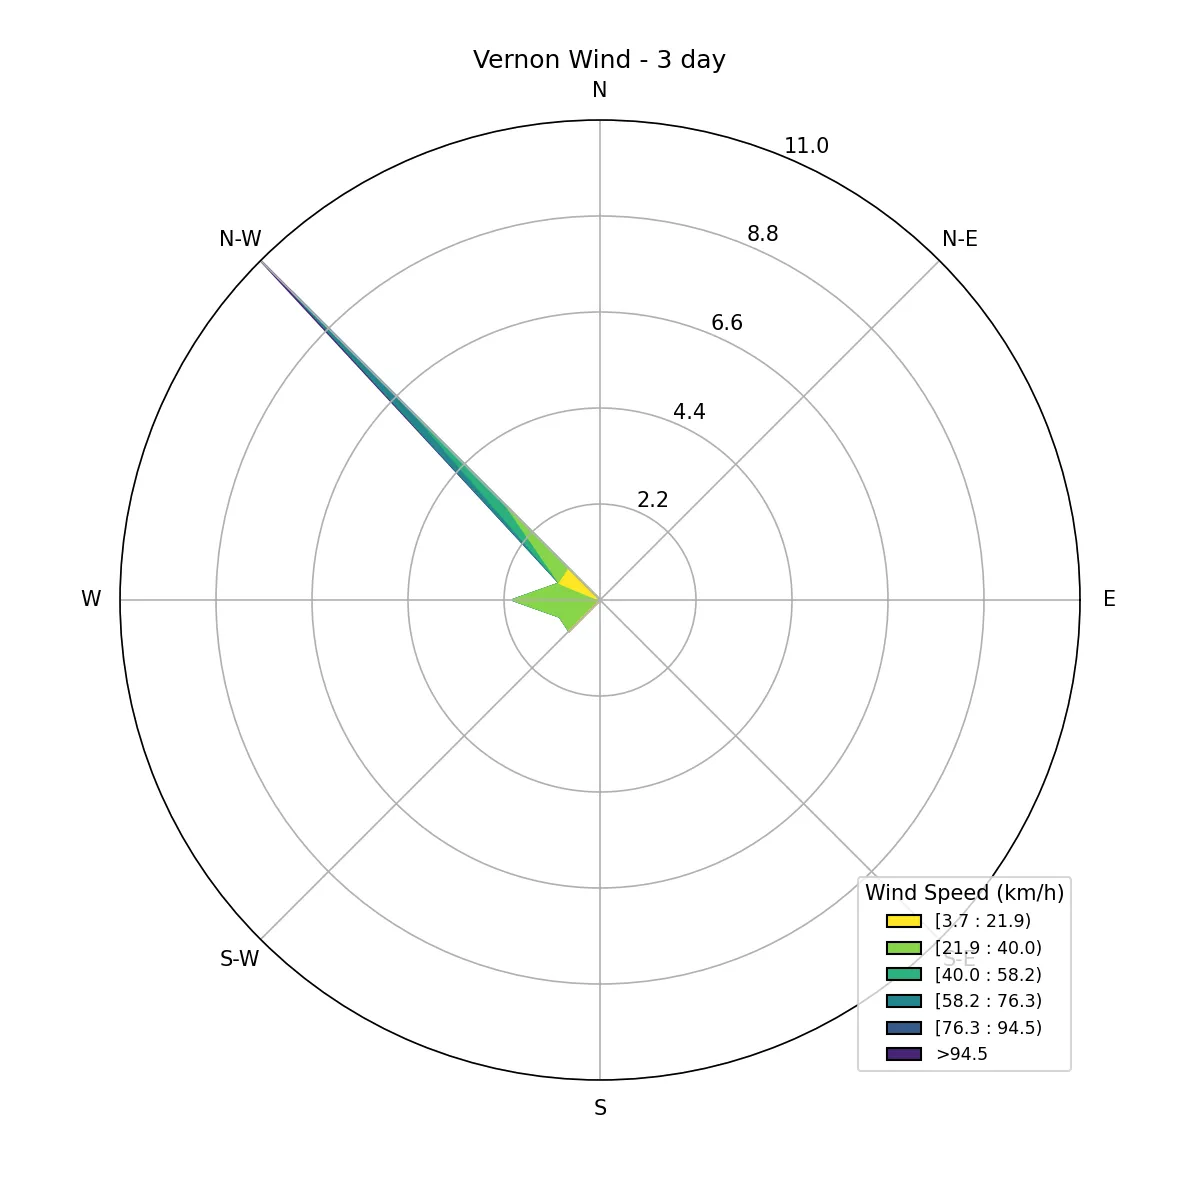 Vernon Wind - 3 day
N
11.0
N-W
N-E
8.8
6.6
4.4
2.2
W
E
Wind Speed (km/h)
[3.7 : 21.9)
[21.9 : 40.0)
S-W
S-E
[40.0 : 58.2)
[58.2 : 76.3)
[76.3 : 94.5)
>94.5
S